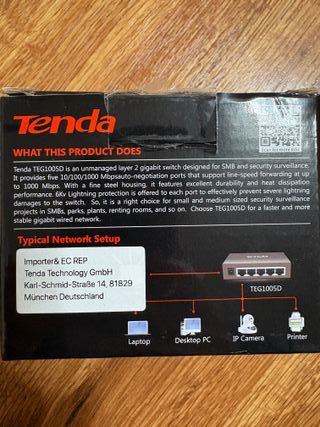 Tenda
WHAT THIS PRODUCT DOES
Tenda TEG1005D is an unmanaged layer 2 gigabit switch designed for SMB and security surveillance.
It provides five 10/100/1000 Mbpsauto-negotiation ports that support line-speed forwarding at up
to 1000 Mbps. With a fine steel housing, it features excellent durability and heat dissipation
performance. 6Kv Lightning protection is offered to each port to effectively prevent severe lightning
damages to the switch. So, it is a right choice for small and medium sized security surveillance
projects in SMBs, parks, plants, renting rooms, and so on. Choose TEG1005D for a faster and more
stable gigabit wired network.
Typical Network Setup
Importer& EC REP
Tenda Technology GmbH
Karl-Schmid-Straße 14, 81829
München Deutschland
TEG1005D
Laptop
Desktop PC
IP Camera
Printer